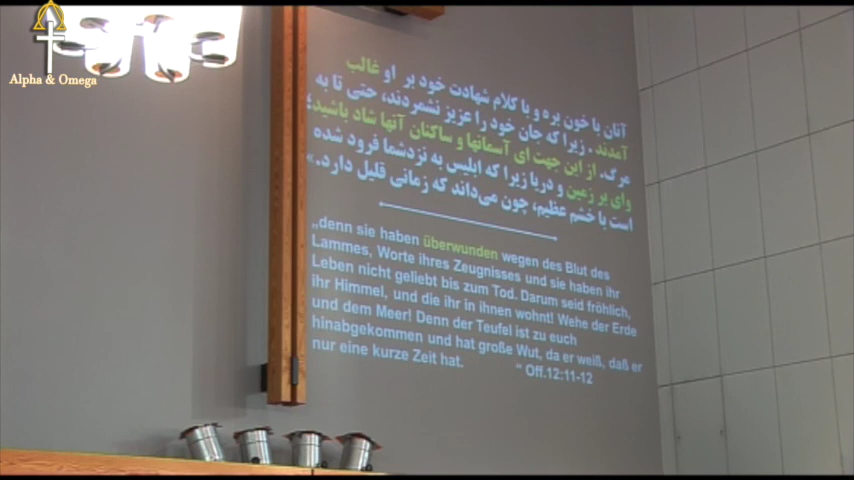 Alpha & Omega
آنان با خون بره و با کلام شهادت خود بر او غالب
آمدند. زیرا که جان خود را عزیز نشمردند، حتی تا به
مرگ. از این جهت ای آسمانها و ساکنان آنها شاد باشید؛
وای بر زمین و دریا زیرا که ابلیس به نزدشما فرود شده
است با خشم عظیم، چون می‌داند که زمانی قلیل دارد.»
„denn sie haben überwunden wegen des Blut des
Lammes, Worte ihres Zeugnisses und sie haben ihr
Leben nicht geliebt bis zum Tod. Darum seid fröhlich,
ihr Himmel, und die ihr in ihnen wohnt! Wehe der Erde
und dem Meer! Denn der Teufel ist zu euch
hinabgekommen und hat große Wut, da er weiß, daß er
nur eine kurze Zeit hat. “ Off.12:11-12